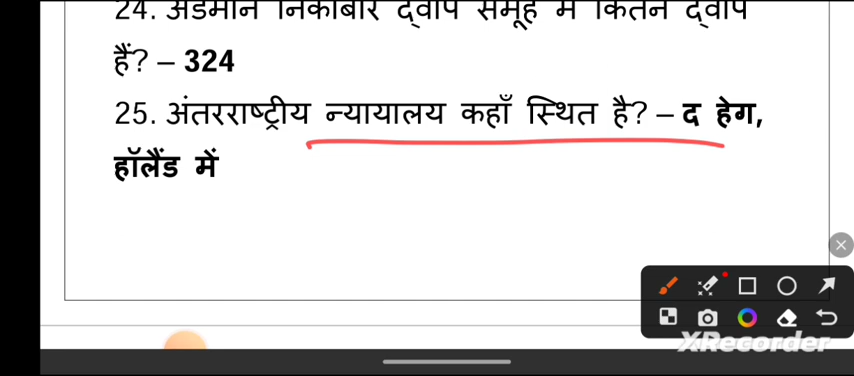 24. अंडमान निकोबार द्वीप समूह में कितने द्वीप
हैं? – 324
25. अंतरराष्ट्रीय न्यायालय कहाँ स्थित है? – द हेग,
हॉलैंड में
XRecorder